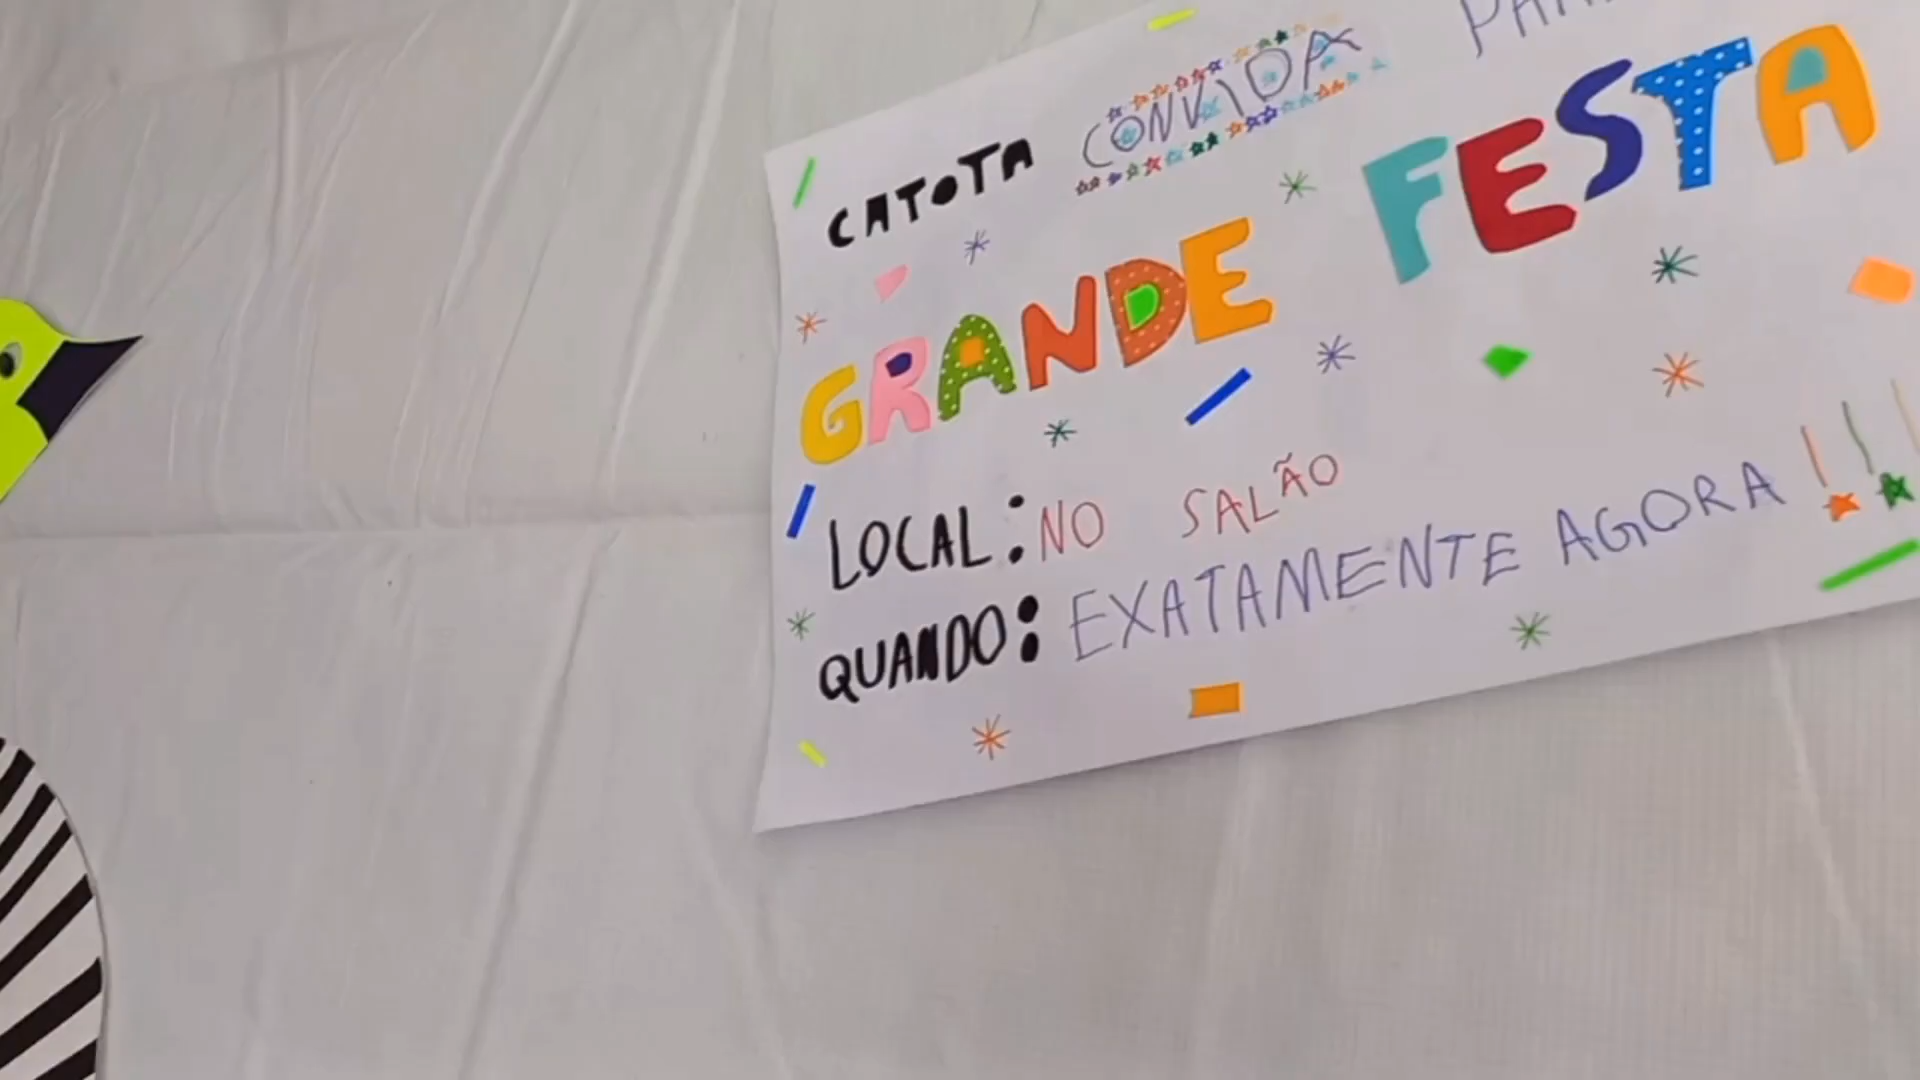 CATOTA CONVIDA
GRANDE FESTA
LOCAL: NO SALÃO
QUANDO: EXATAMENTE AGORA !!!